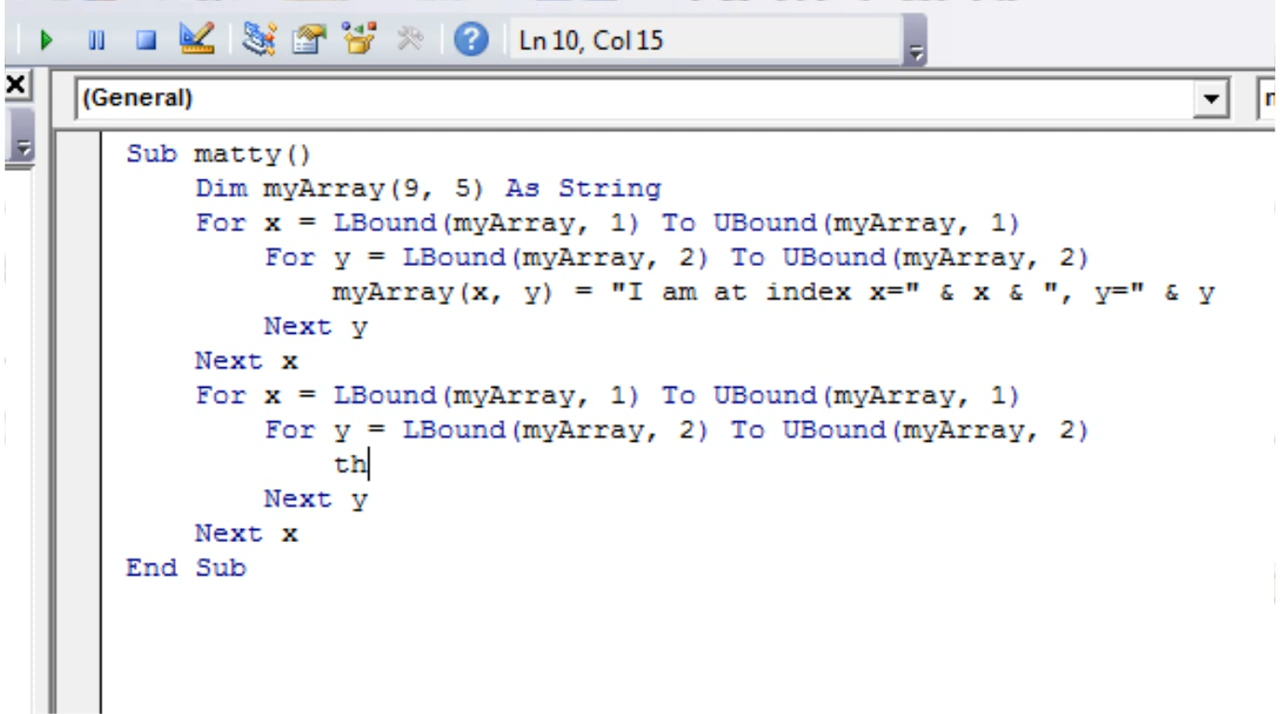 Ln 10, Col 15
(General)
Sub matty()
Dim myArray(9, 5) As String
For x = LBound(myArray, 1) To UBound(myArray, 1)
For y = LBound(myArray, 2) To UBound(myArray, 2)
myArray(x, y) = "I am at index x=" & x & ", y=" & y
Next y
Next x
For x = LBound(myArray, 1) To UBound(myArray, 1)
For y = LBound(myArray, 2) To UBound(myArray, 2)
th
Next y
Next x
End Sub